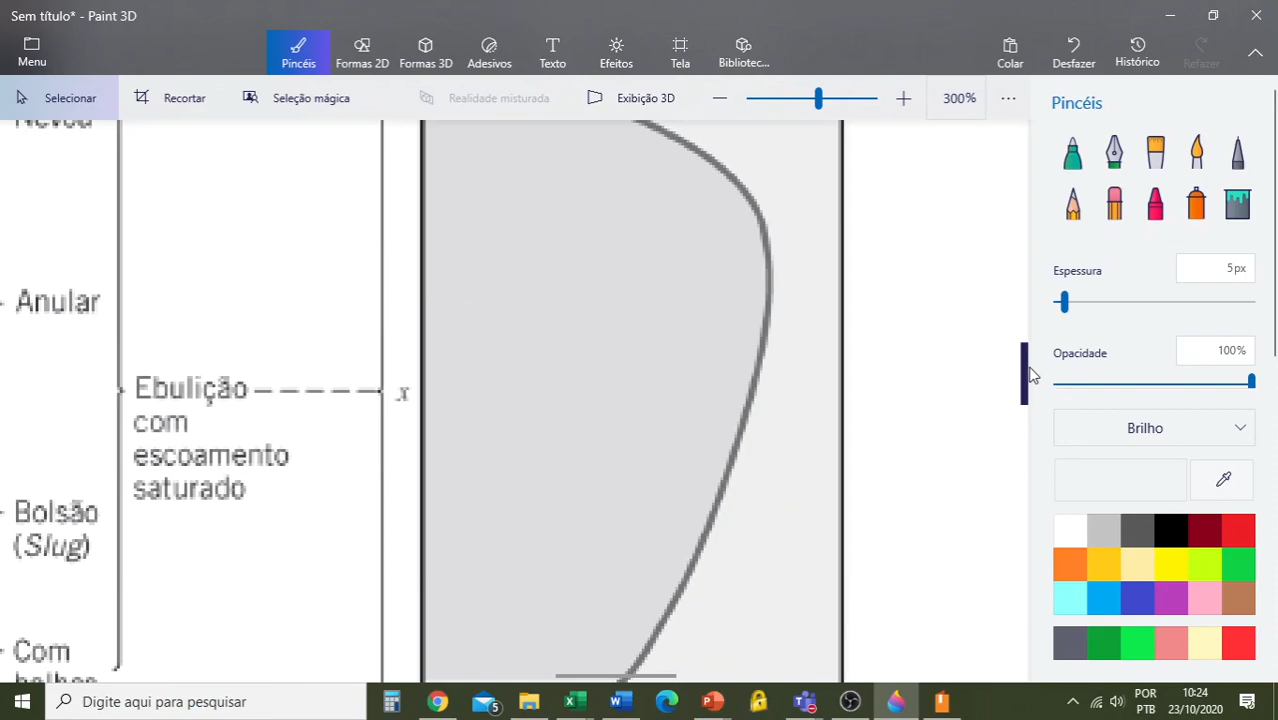 Sem título* - Paint 3D
Menu
Pincéis
Formas 2D
Formas 3D
Adesivos
Texto
Efeitos
Tela
Bibliotec...
Colar
Desfazer
Histórico
Refazer
Selecionar
Recortar
Seleção mágica
Realidade misturada
Exibição 3D
300%
Pincéis
Espessura
5px
Opacidade
100%
Brilho
Anular
Ebulição
x
com
escoamento
saturado
Bolsão
(Slug)
Com
Digite aqui para pesquisar
5
POR
PTB
10:24
23/10/2020